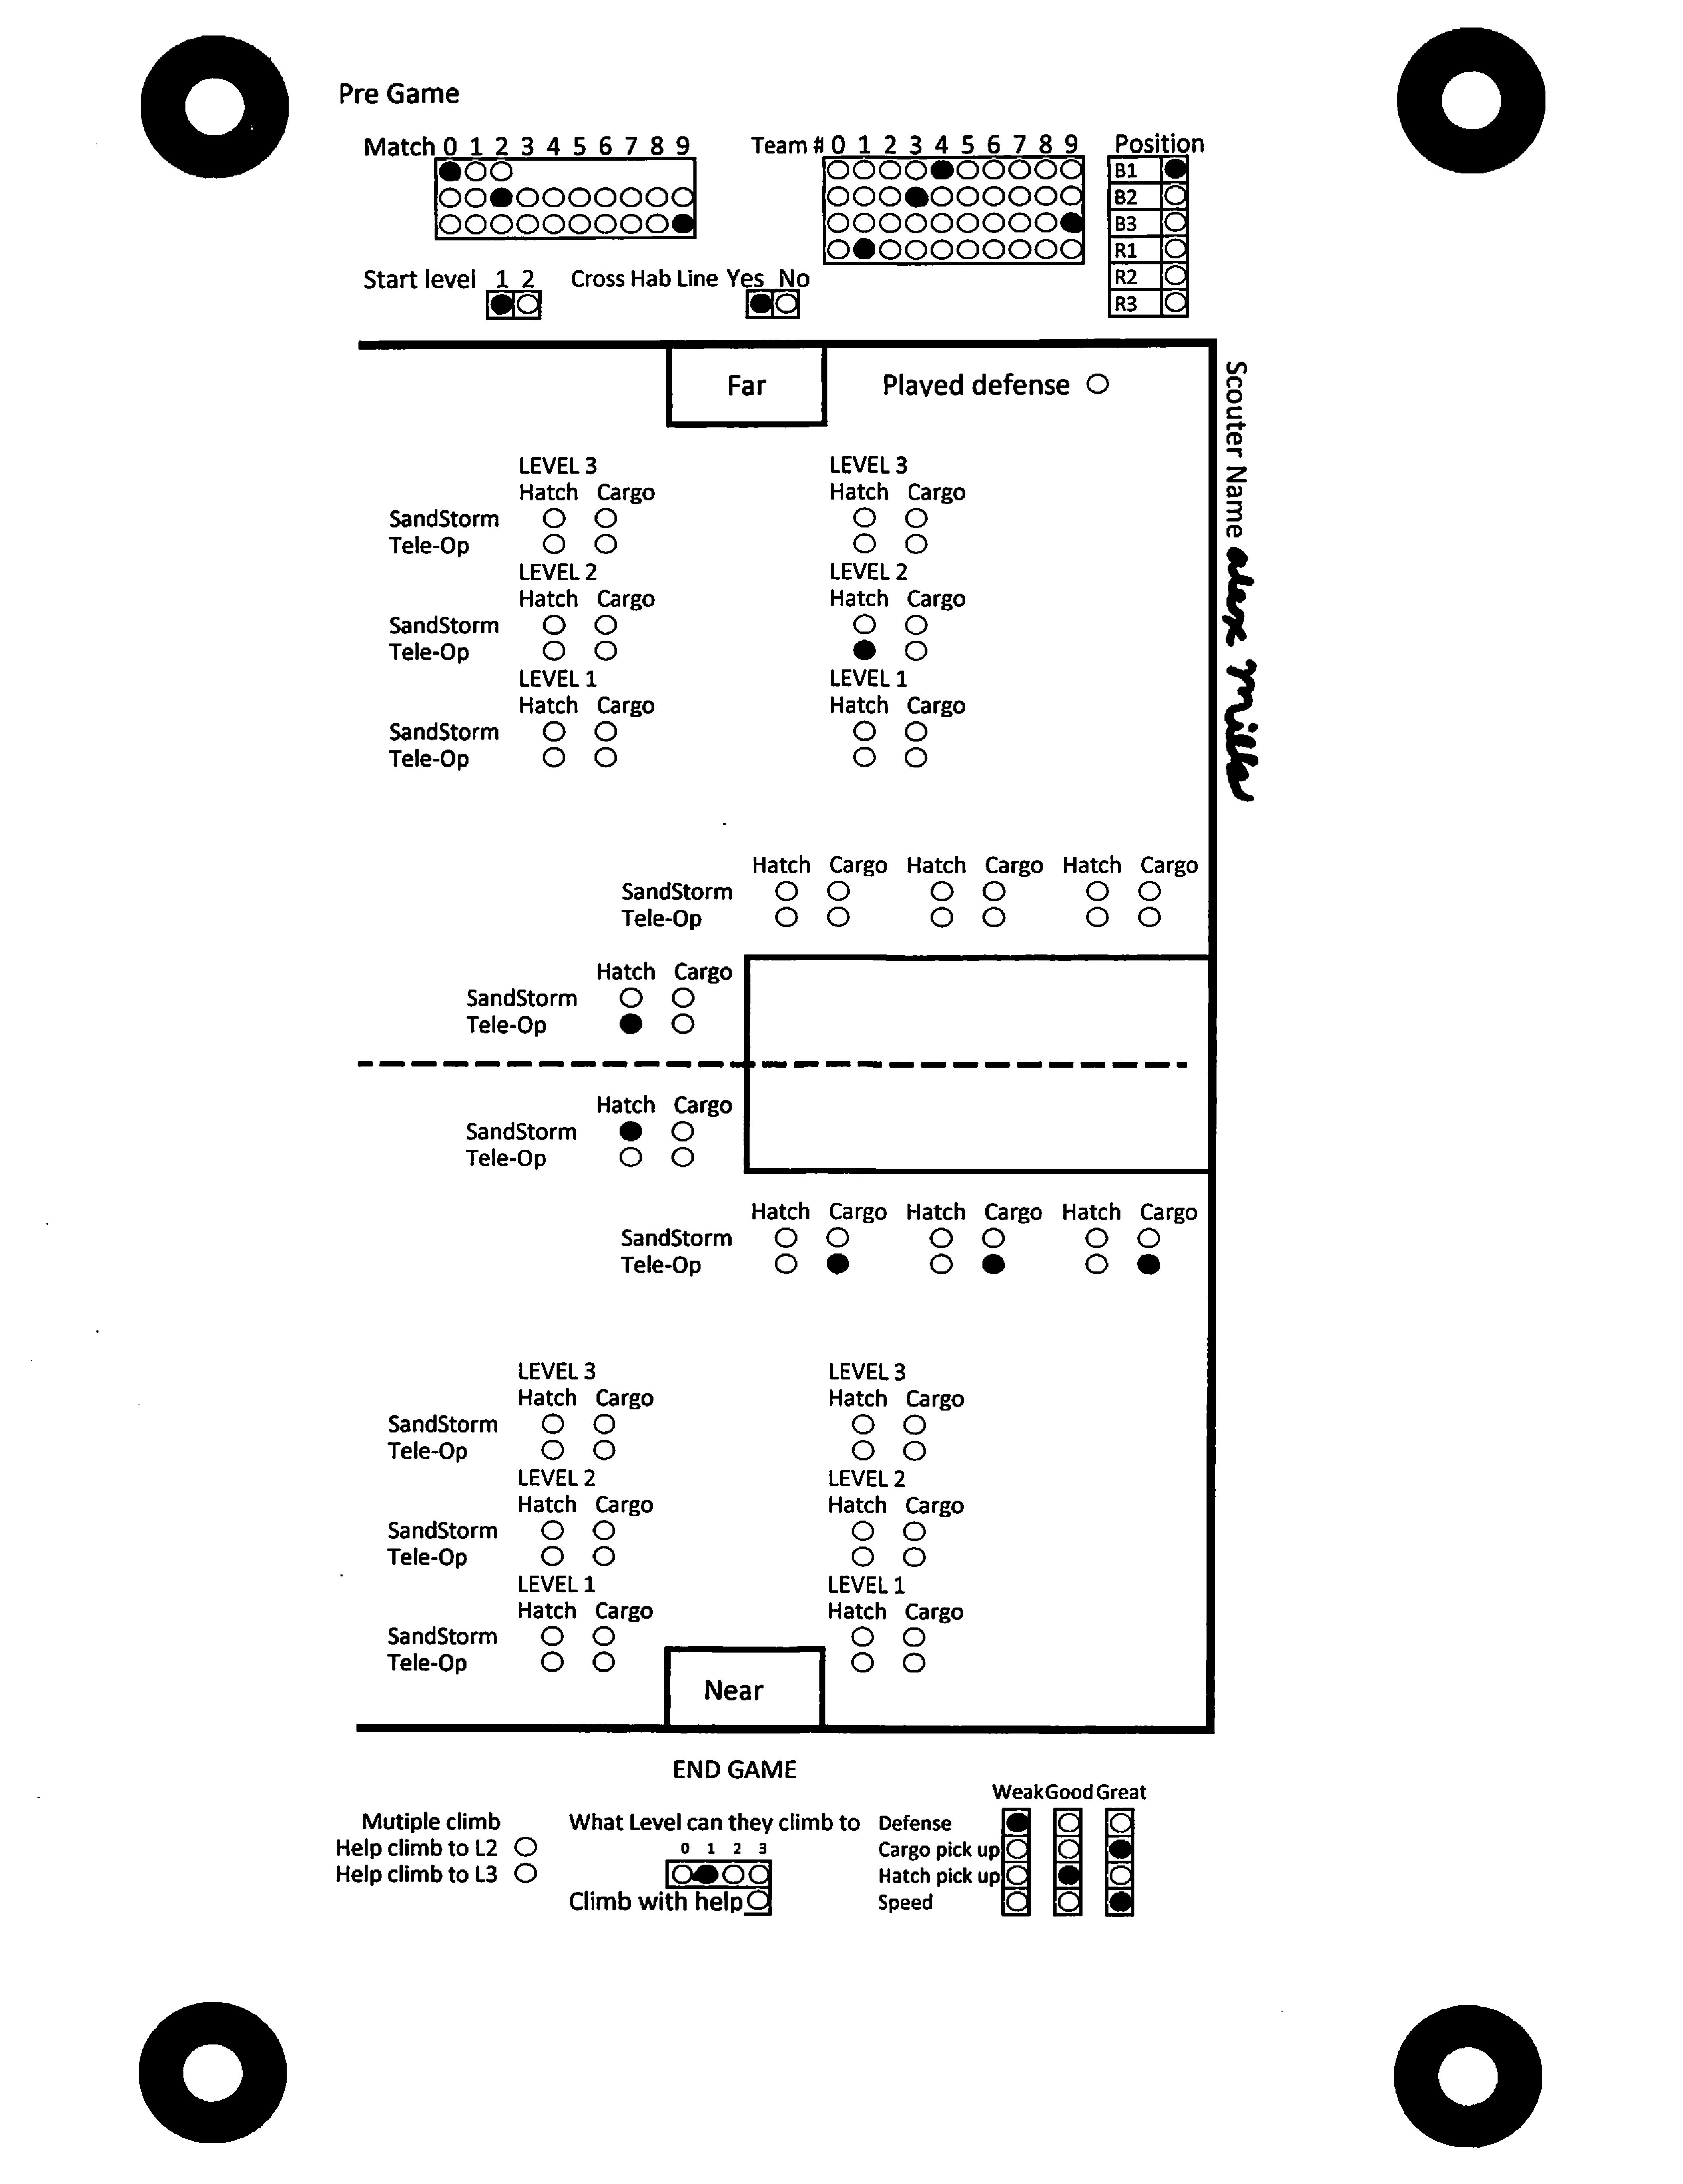 Pre Game
Match 0 1 2 3 4 5 6 7 8 9
Team # 0 1 2 3 4 5 6 7 8 9
Position
B1
B2
B3
R1
R2
R3
Start level 1 2
Cross Hab Line Yes No
Far
Played defense
Scouter Name alex Miller
LEVEL 3 LEVEL 3
Hatch Cargo Hatch Cargo
SandStorm
Tele-Op
LEVEL 2 LEVEL 2
Hatch Cargo Hatch Cargo
SandStorm
Tele-Op
LEVEL 1 LEVEL 1
Hatch Cargo Hatch Cargo
SandStorm
Tele-Op
Hatch Cargo Hatch Cargo Hatch Cargo
SandStorm
Tele-Op
Hatch Cargo
SandStorm
Tele-Op
Hatch Cargo
SandStorm
Tele-Op
Hatch Cargo Hatch Cargo Hatch Cargo
SandStorm
Tele-Op
LEVEL 3 LEVEL 3
Hatch Cargo Hatch Cargo
SandStorm
Tele-Op
LEVEL 2 LEVEL 2
Hatch Cargo Hatch Cargo
SandStorm
Tele-Op
LEVEL 1 LEVEL 1
Hatch Cargo Hatch Cargo
SandStorm
Tele-Op
Near
END GAME
Mutiple climb
Help climb to L2
Help climb to L3
What Level can they climb to
0 1 2 3
Climb with help
Weak Good Great
Defense
Cargo pick up
Hatch pick up
Speed